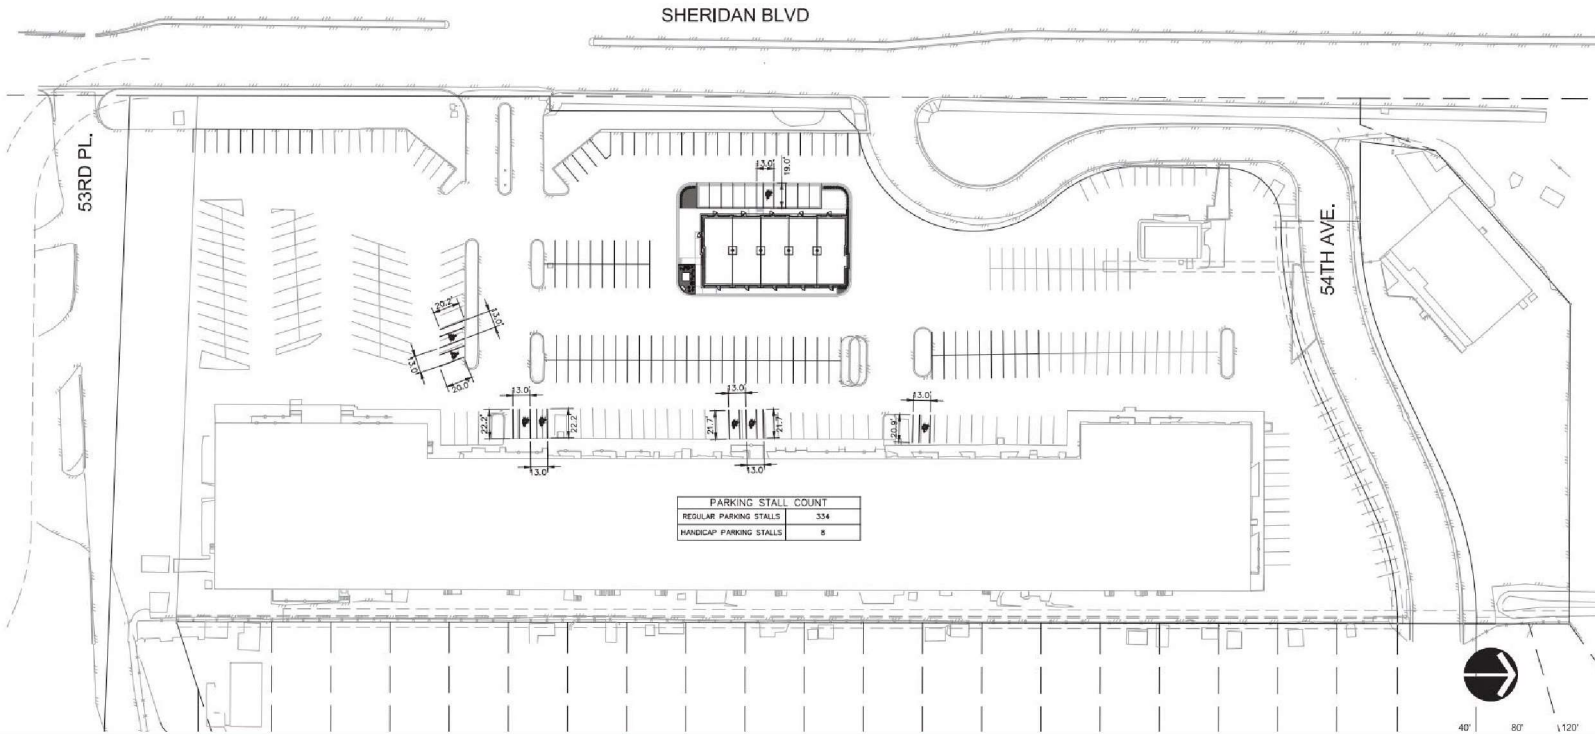 SHERIDAN BLVD
53RD PL.
54TH AVE.
13.0'
19.0'
20.2'
13.0'
13.0'
20.0'
13.0'
22.2'
22.2'
13.0'
13.0'
21.7'
21.7'
13.0'
13.0'
20.9'
PARKING STALL COUNT
REGULAR PARKING STALLS 334
HANDICAP PARKING STALLS 8
40' 80' 120'